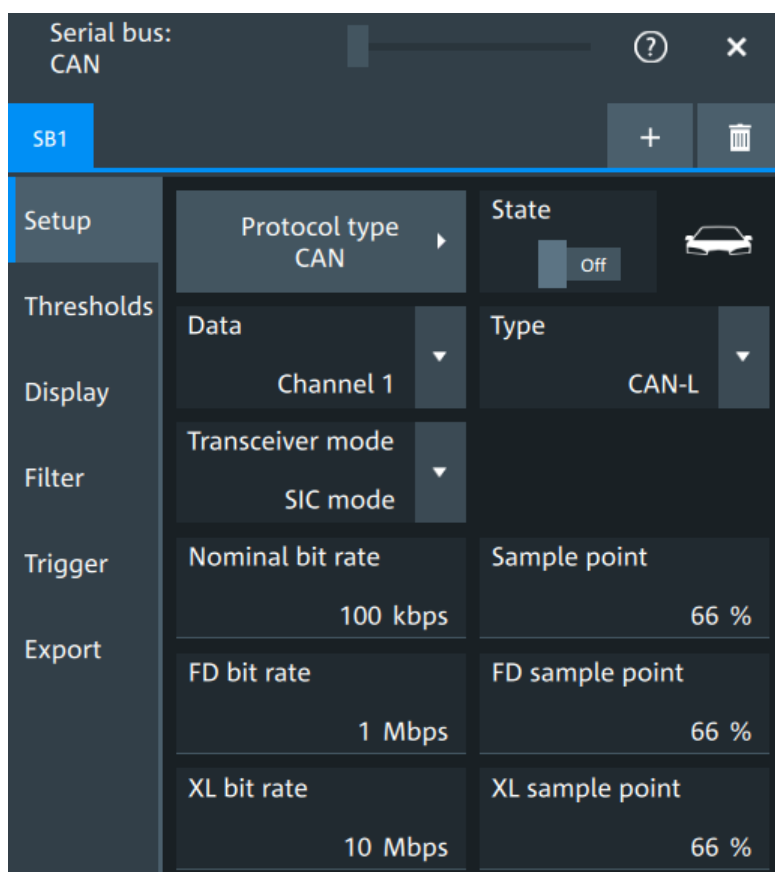 Serial bus:
CAN
?
SB1
+
Setup
Protocol type
CAN
State
Off
Thresholds
Data
Channel 1
Type
CAN-L
Display
Transceiver mode
SIC mode
Filter
Trigger
Nominal bit rate
100 kbps
Sample point
66 %
Export
FD bit rate
1 Mbps
FD sample point
66 %
XL bit rate
10 Mbps
XL sample point
66 %